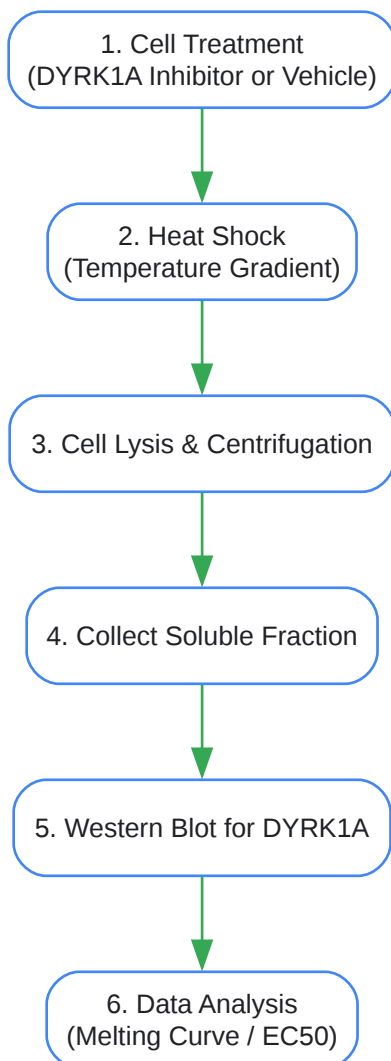 1. Cell Treatment
(DYRK1A Inhibitor or Vehicle)
2. Heat Shock
(Temperature Gradient)
3. Cell Lysis & Centrifugation
4. Collect Soluble Fraction
5. Western Blot for DYRK1A
6. Data Analysis
(Melting Curve / EC50)